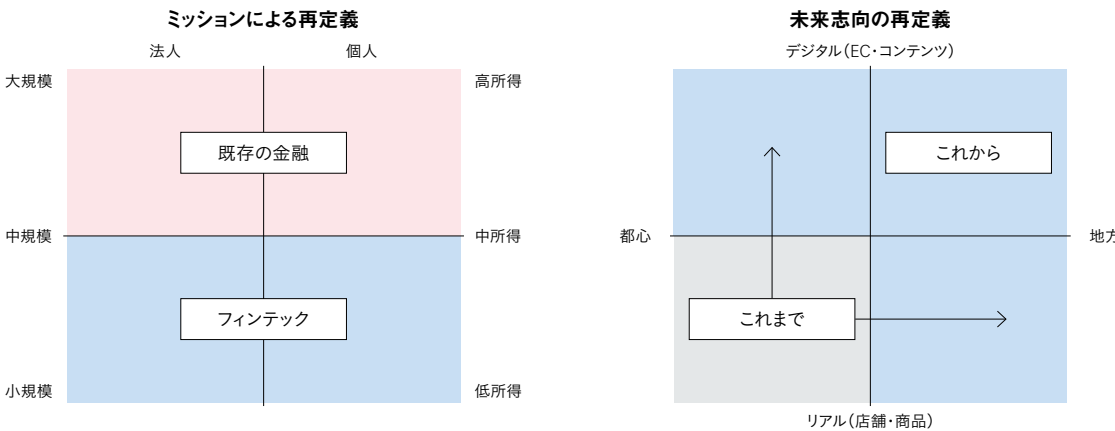 ミッションによる再定義
法人
個人
大規模
高所得
既存の金融
中規模
中所得
フィンテック
小規模
低所得
未来志向の再定義
デジタル(EC・コンテンツ)
これから
都心
地方
これまで
リアル(店舗・商品)